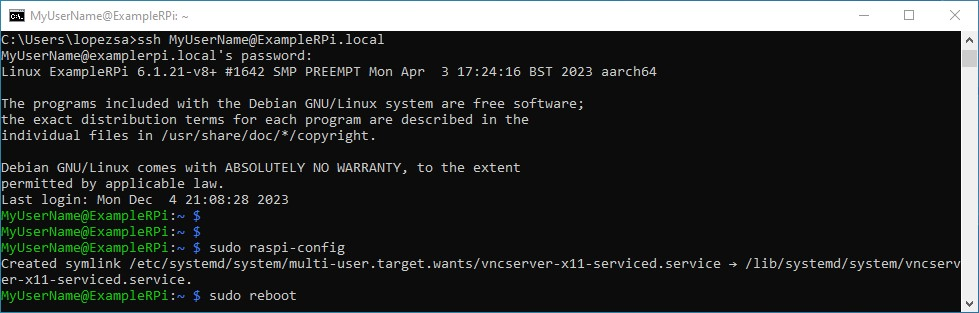 MyUserName@ExampleRPi: ~
C:\Users\lopezsa>ssh MyUserName@ExampleRPi.local
MyUserName@examplerpi.local's password:
Linux ExampleRPi 6.1.21-v8+ #1642 SMP PREEMPT Mon Apr  3 17:24:16 BST 2023 aarch64
The programs included with the Debian GNU/Linux system are free software;
the exact distribution terms for each program are described in the
individual files in /usr/share/doc/*/copyright.
Debian GNU/Linux comes with ABSOLUTELY NO WARRANTY, to the extent
permitted by applicable law.
Last login: Mon Dec  4 21:08:28 2023
MyUserName@ExampleRPi:~ $
MyUserName@ExampleRPi:~ $
MyUserName@ExampleRPi:~ $ sudo raspi-config
Created symlink /etc/systemd/system/multi-user.target.wants/vncserver-x11-serviced.service → /lib/systemd/system/vncserv
er-x11-serviced.service.
MyUserName@ExampleRPi:~ $ sudo reboot